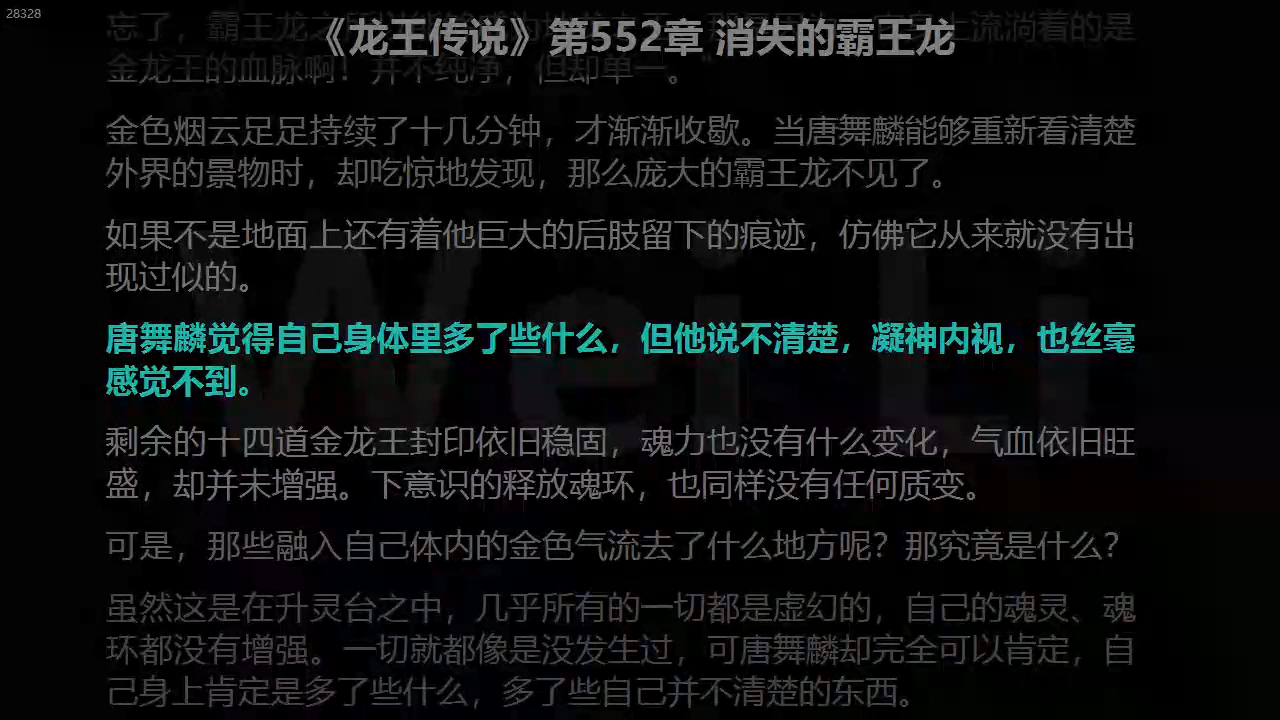 28328
《龙王传说》第552章 消失的霸王龙
忘了，霸王龙之 上流淌着的是
金龙王的血脉啊！并不纯净，但却单一。”
金色烟云足足持续了十几分钟，才渐渐收歇。当唐舞麟能够重新看清楚
外界的景物时，却吃惊地发现，那么庞大的霸王龙不见了。
如果不是地面上还有着他巨大的后肢留下的痕迹，仿佛它从来就没有出
现过似的。
唐舞麟觉得自己身体里多了些什么，但他说不清楚，凝神内视，也丝毫
感觉不到。
剩余的十四道金龙王封印依旧稳固，魂力也没有什么变化，气血依旧旺
盛，却并未增强。下意识的释放魂环，也同样没有任何质变。
可是，那些融入自己体内的金色气流去了什么地方呢？那究竟是什么？
虽然这是在升灵台之中，几乎所有的一切都是虚幻的，自己的魂灵、魂
环都没有增强。一切就都像是没发生过，可唐舞麟却完全可以肯定，自
己身上肯定是多了些什么，多了些自己并不清楚的东西。
Wei Li